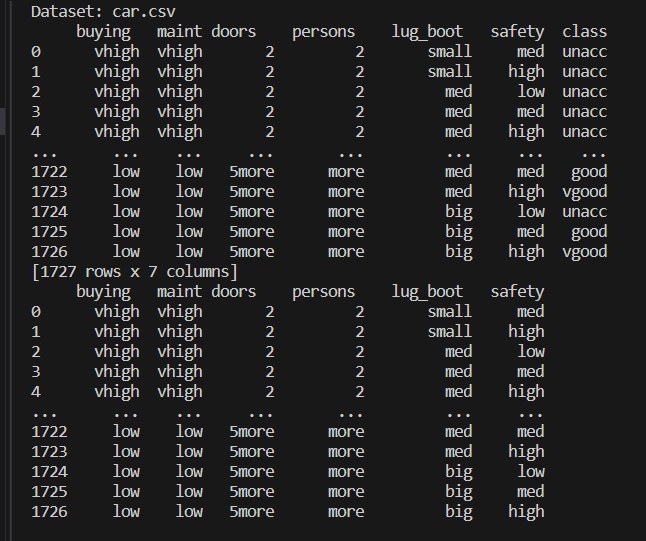 Dataset: car.csv
buying maint doors persons lug_boot safety class
0 vhigh vhigh 2 2 small med unacc
1 vhigh vhigh 2 2 small high unacc
2 vhigh vhigh 2 2 med low unacc
3 vhigh vhigh 2 2 med med unacc
4 vhigh vhigh 2 2 med high unacc
... ... ... ... ... ... ... ...
1722 low low 5more more med med good
1723 low low 5more more med high vgood
1724 low low 5more more big low unacc
1725 low low 5more more big med good
1726 low low 5more more big high vgood
[1727 rows x 7 columns]
buying maint doors persons lug_boot safety
0 vhigh vhigh 2 2 small med
1 vhigh vhigh 2 2 small high
2 vhigh vhigh 2 2 med low
3 vhigh vhigh 2 2 med med
4 vhigh vhigh 2 2 med high
... ... ... ... ... ... ...
1722 low low 5more more med med
1723 low low 5more more med high
1724 low low 5more more big low
1725 low low 5more more big med
1726 low low 5more more big high